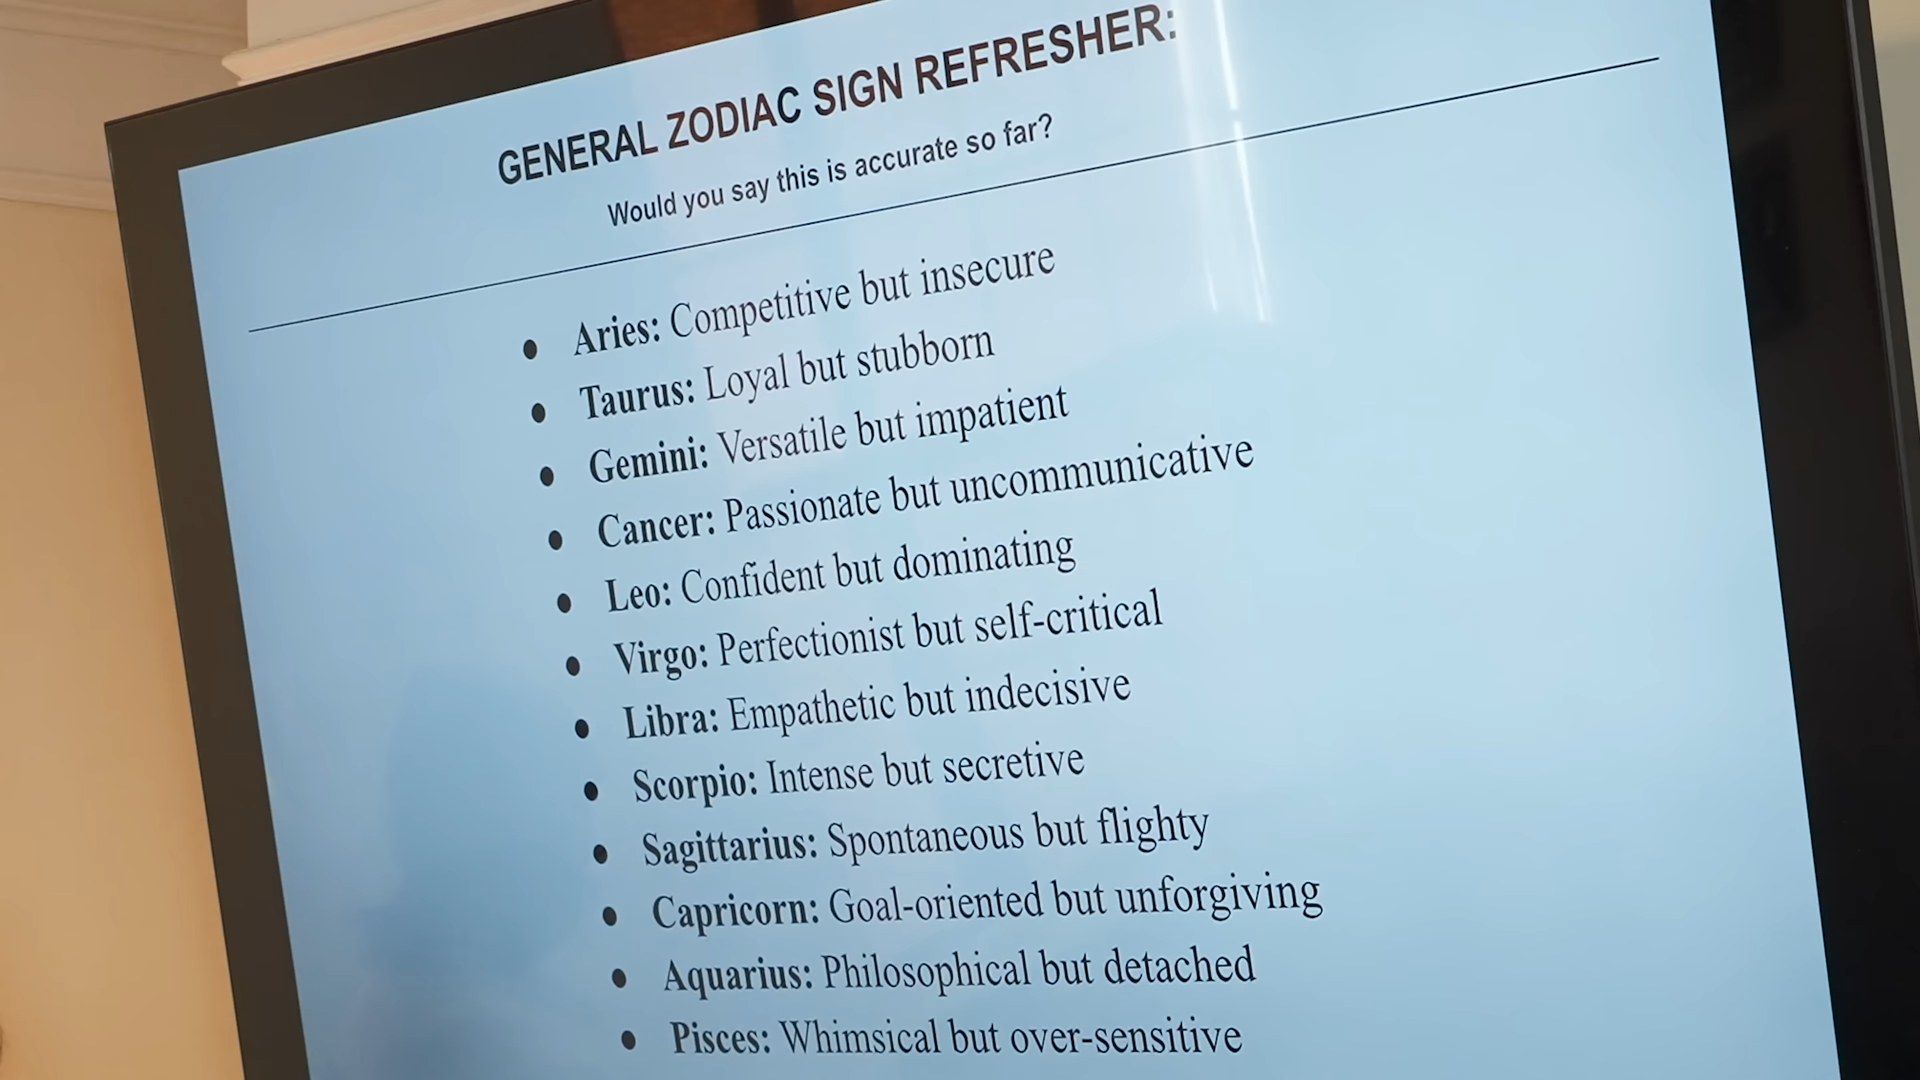 GENERAL ZODIAC SIGN REFRESHER:
Would you say this is accurate so far?
• Aries: Competitive but insecure
• Taurus: Loyal but stubborn
• Gemini: Versatile but impatient
• Cancer: Passionate but uncommunicative
• Leo: Confident but dominating
• Virgo: Perfectionist but self-critical
• Libra: Empathetic but indecisive
• Scorpio: Intense but secretive
• Sagittarius: Spontaneous but flighty
• Capricorn: Goal-oriented but unforgiving
• Aquarius: Philosophical but detached
• Pisces: Whimsical but over-sensitive